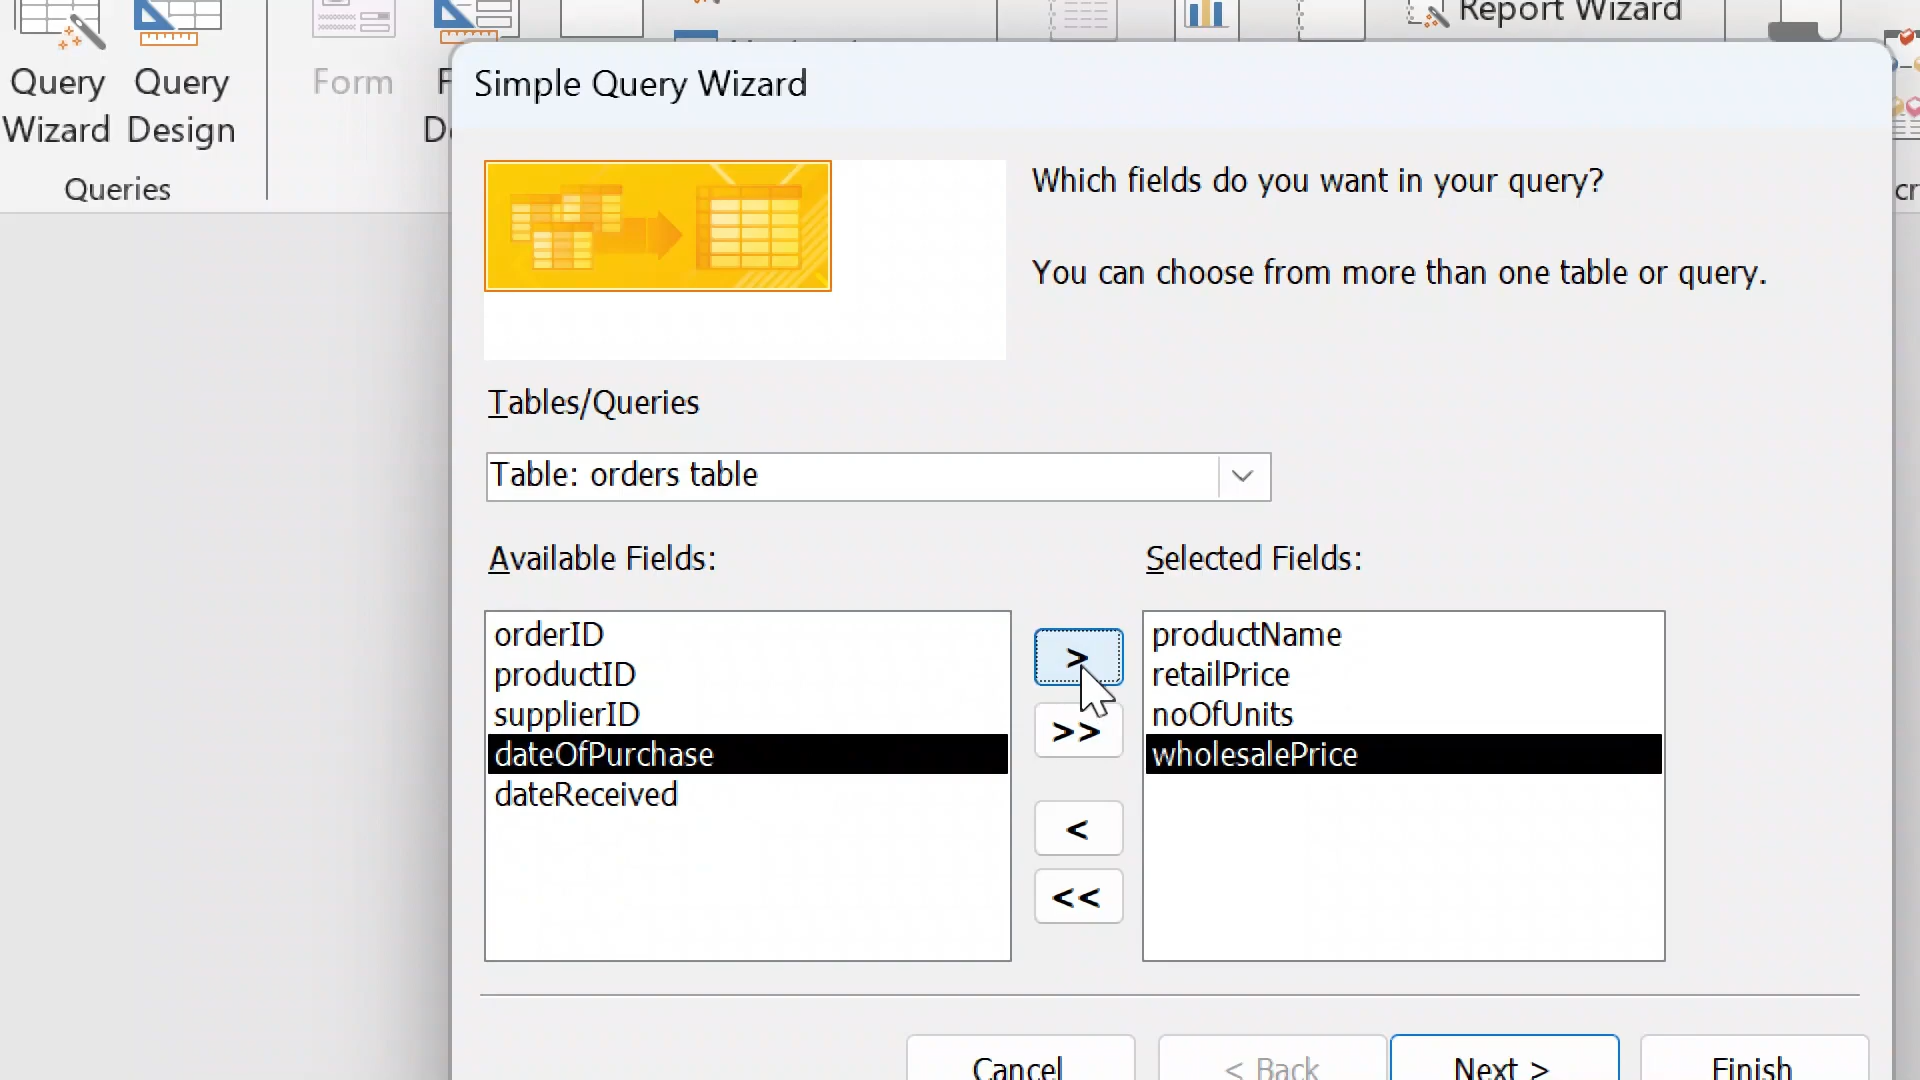 Report Wizard
Query Wizard
Query Design
Form
Queries
Simple Query Wizard
Which fields do you want in your query?
You can choose from more than one table or query.
Tables/Queries
Table: orders table
Available Fields:
Selected Fields:
orderID
productID
supplierID
dateOfPurchase
dateReceived
>
>>
<
<<
productName
retailPrice
noOfUnits
wholesalePrice
Cancel
< Back
Next >
Finish